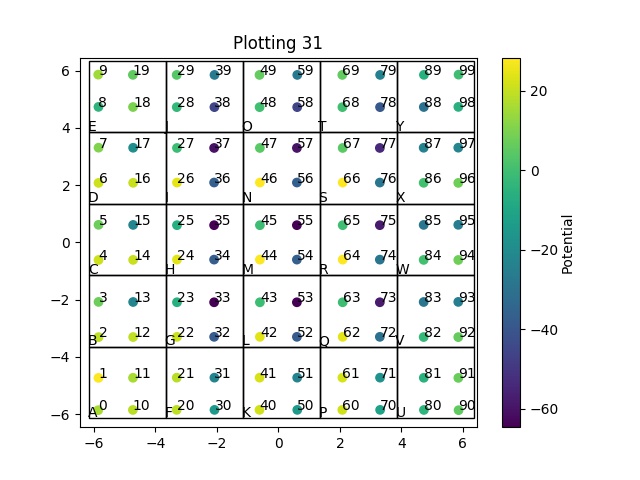 Plotting 31
6 9 19 29 39 49 59 69 79 89 99
8 18 28 38 48 58 68 78 88 98
4 E J O T Y
7 17 27 37 47 57 67 77 87 97
2 6 16 26 36 46 56 66 76 86 96
D I N S X
0 5 15 25 35 45 55 65 75 85 95
4 14 24 34 44 54 64 74 84 94
C H M R W
−2 3 13 23 33 43 53 63 73 83 93
2 12 22 32 42 52 62 72 82 92
B G L Q V
−4 1 11 21 31 41 51 61 71 81 91
−6 0 10 20 30 40 50 60 70 80 90
A F K P U
−6 −4 −2 0 2 4 6
20
0
−20
−40
−60
Potential